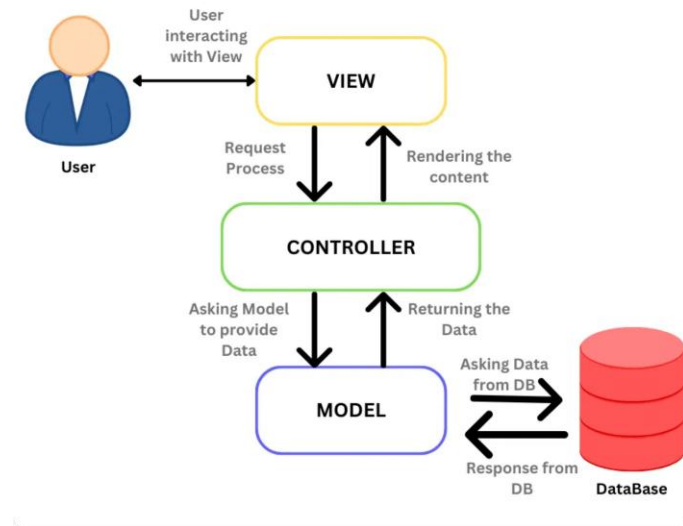 User
interacting
with View
VIEW
User
Request
Process
Rendering the
content
CONTROLLER
Asking Model
to provide
Data
Returning the
Data
MODEL
Asking Data
from DB
Response from
DB
DataBase